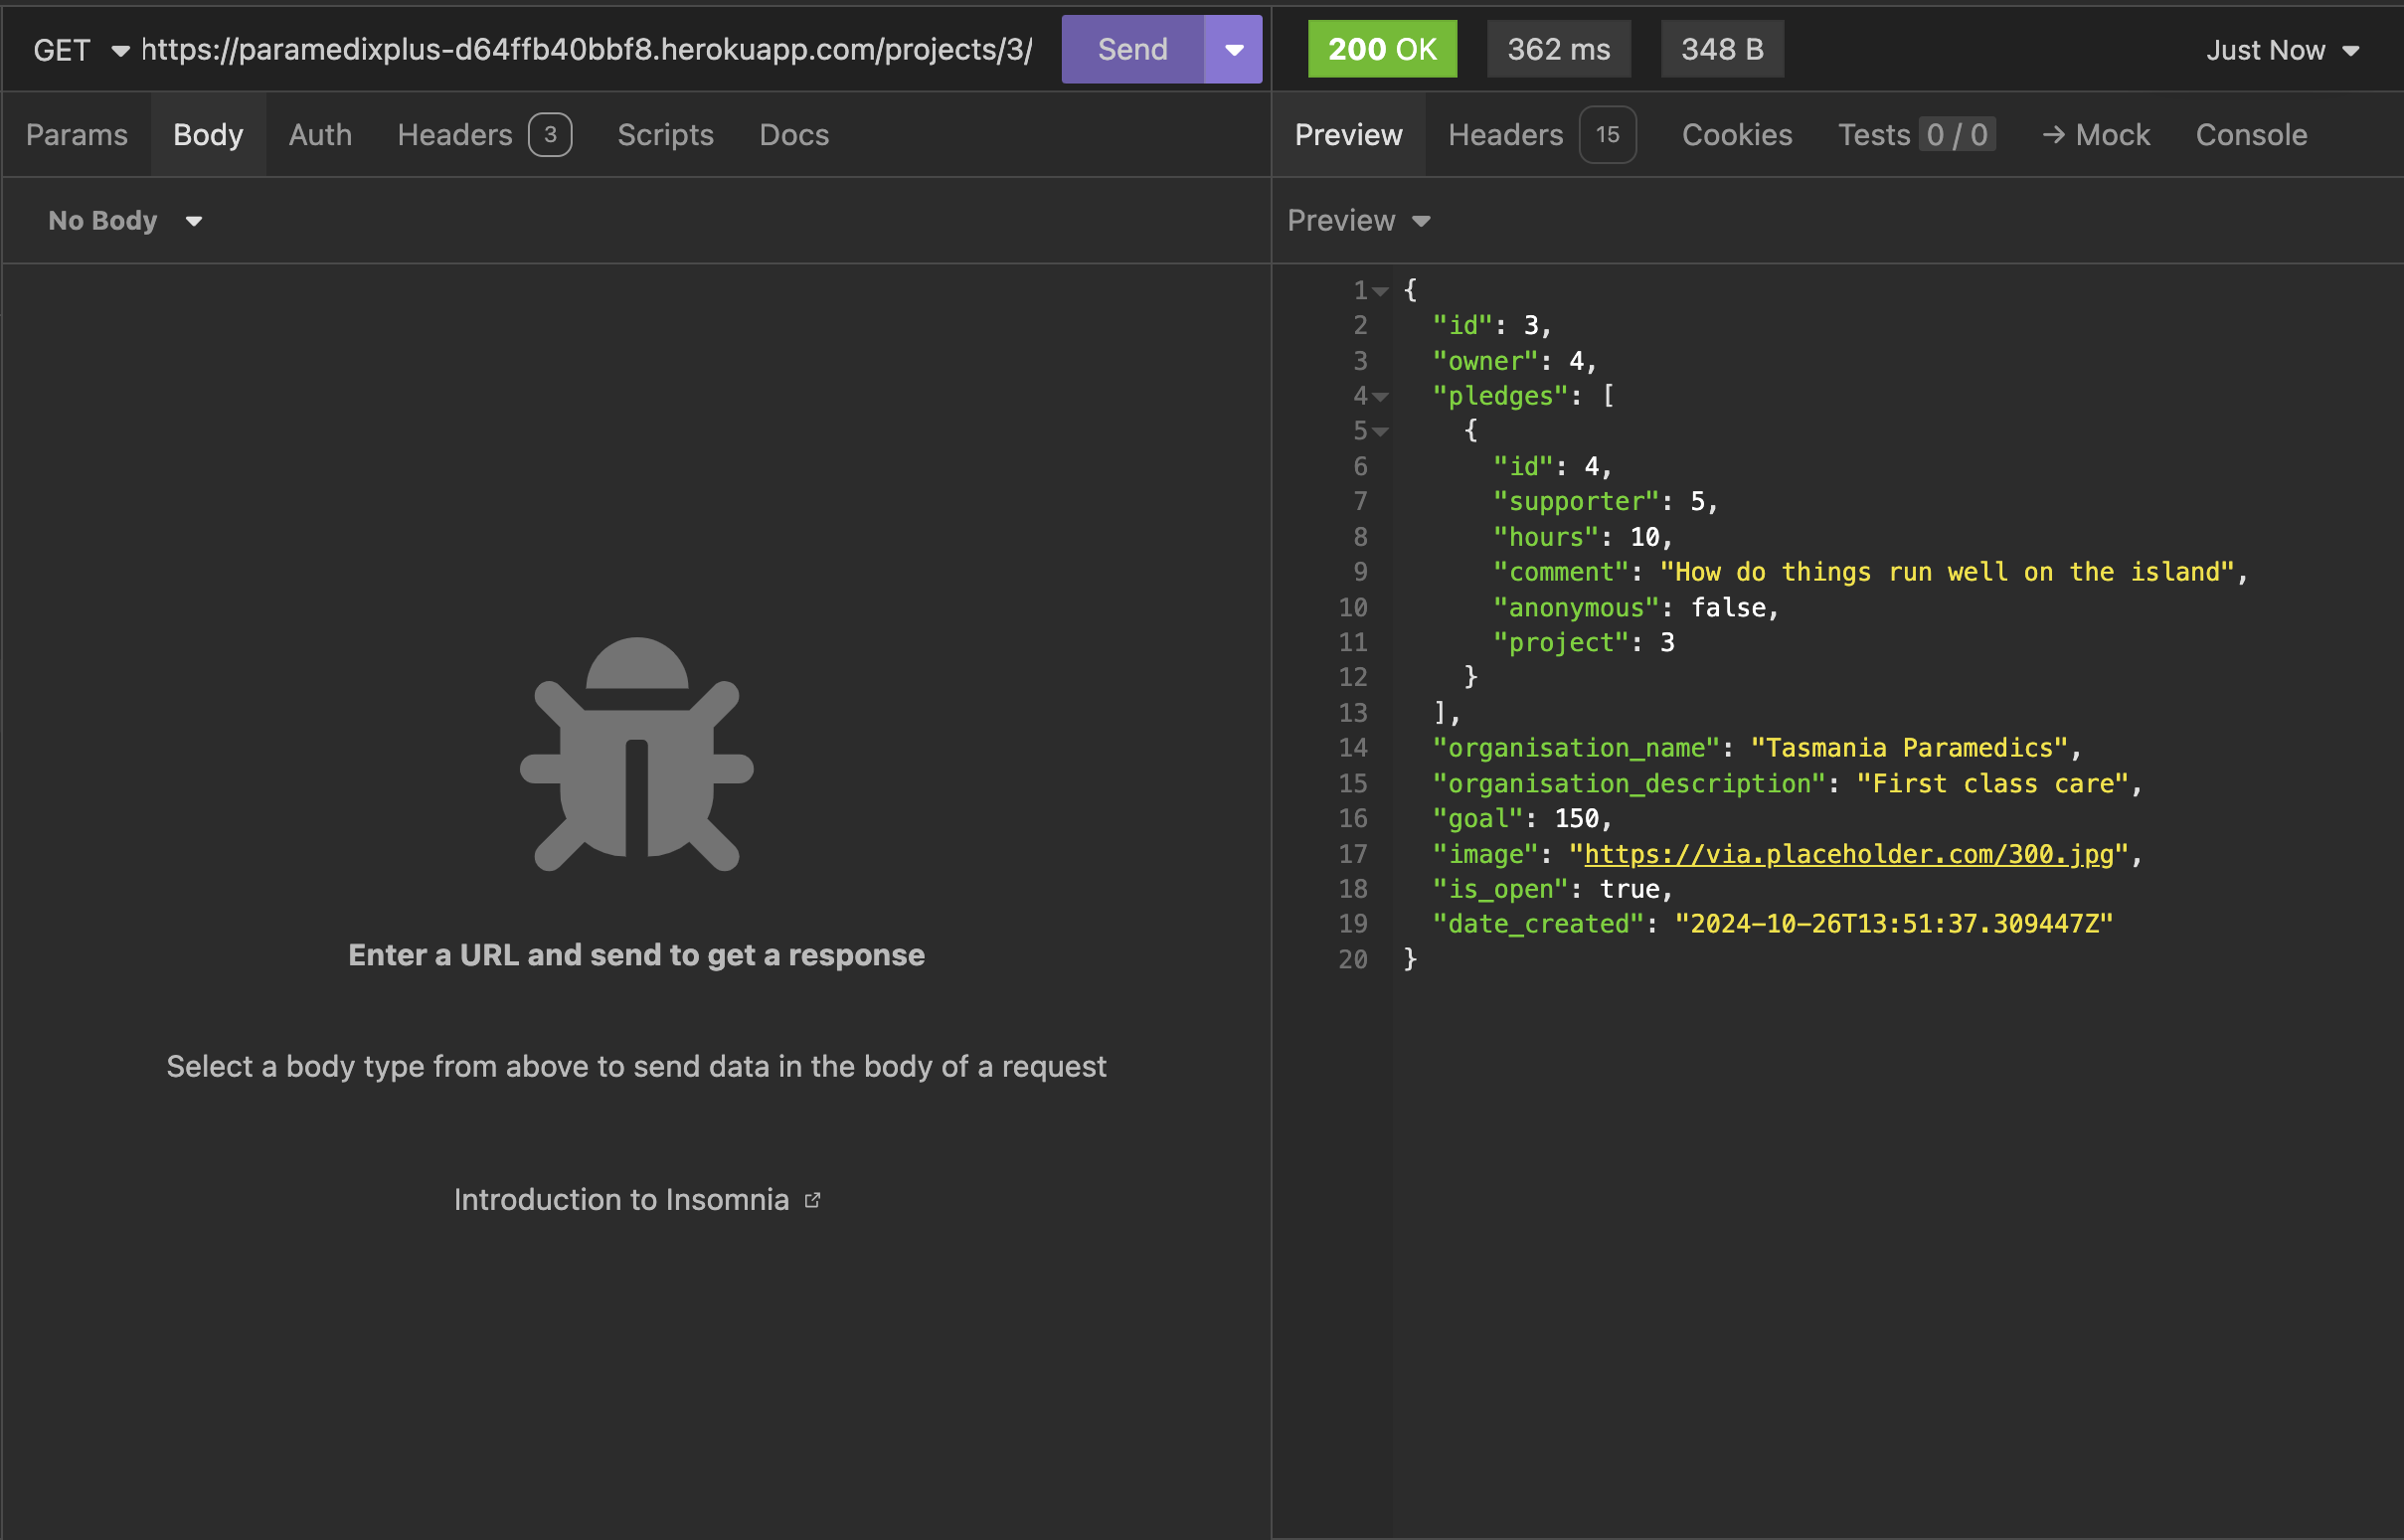 GET https://paramedixplus-d64ffb40bbf8.herokuapp.com/projects/3/ Send
200 OK 362 ms 348 B Just Now
Params Body Auth Headers 3 Scripts Docs
Preview Headers 15 Cookies Tests 0 / 0 → Mock Console
No Body
Preview
Enter a URL and send to get a response
Select a body type from above to send data in the body of a request
Introduction to Insomnia
1 {
2 "id": 3,
3 "owner": 4,
4 "pledges": [
5 {
6 "id": 4,
7 "supporter": 5,
8 "hours": 10,
9 "comment": "How do things run well on the island",
10 "anonymous": false,
11 "project": 3
12 }
13 ],
14 "organisation_name": "Tasmania Paramedics",
15 "organisation_description": "First class care",
16 "goal": 150,
17 "image": "https://via.placeholder.com/300.jpg",
18 "is_open": true,
19 "date_created": "2024-10-26T13:51:37.309447Z"
20 }